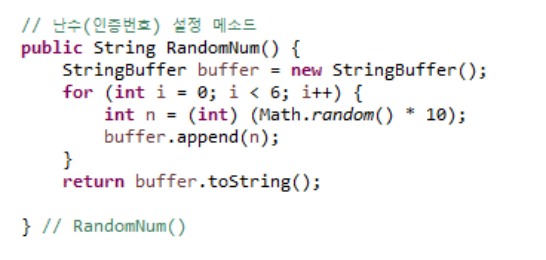 // 난수(인증번호) 설정 메소드
public String RandomNum() {
StringBuffer buffer = new StringBuffer();
for (int i = 0; i < 6; i++) {
int n = (int) (Math.random() * 10);
buffer.append(n);
}
return buffer.toString();
} // RandomNum()